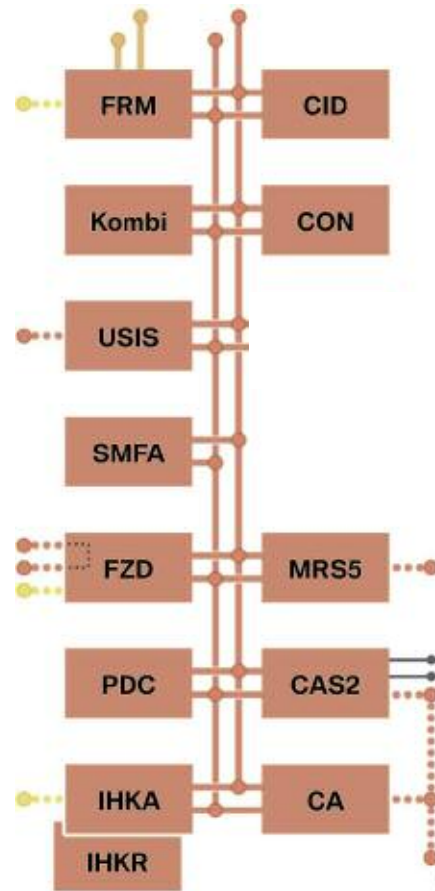 FRM CID
Kombi CON
USIS
SMFA
FZD MRS5
PDC CAS2
IHKA CA
IHKR